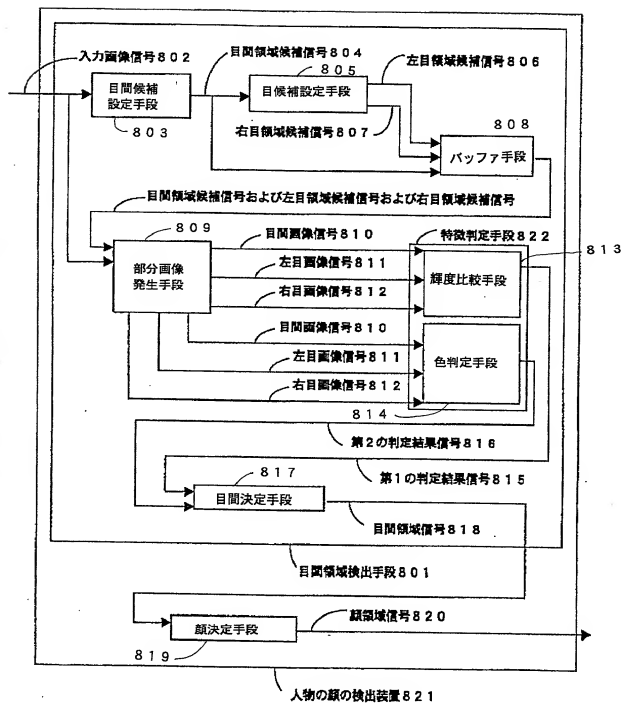 入力画像信号802
目間領域候補信号804
805
左目領域候補信号806
目間候補
設定手段
803
目候補設定手段
右目領域候補信号807
808
バッファ手段
目間領域候補信号および左目領域候補信号および右目領域候補信号
809
目間画像信号810
特徴判定手段822
813
部分画像
発生手段
左目画像信号811
輝度比較手段
右目画像信号812
目間画像信号810
左目画像信号811
色判定手段
右目画像信号812
814
第2の判定結果信号816
817
第1の判定結果信号815
目間決定手段
目間領域信号818
目間領域検出手段801
顔領域信号820
顔決定手段
819
人物の顔の検出装置821